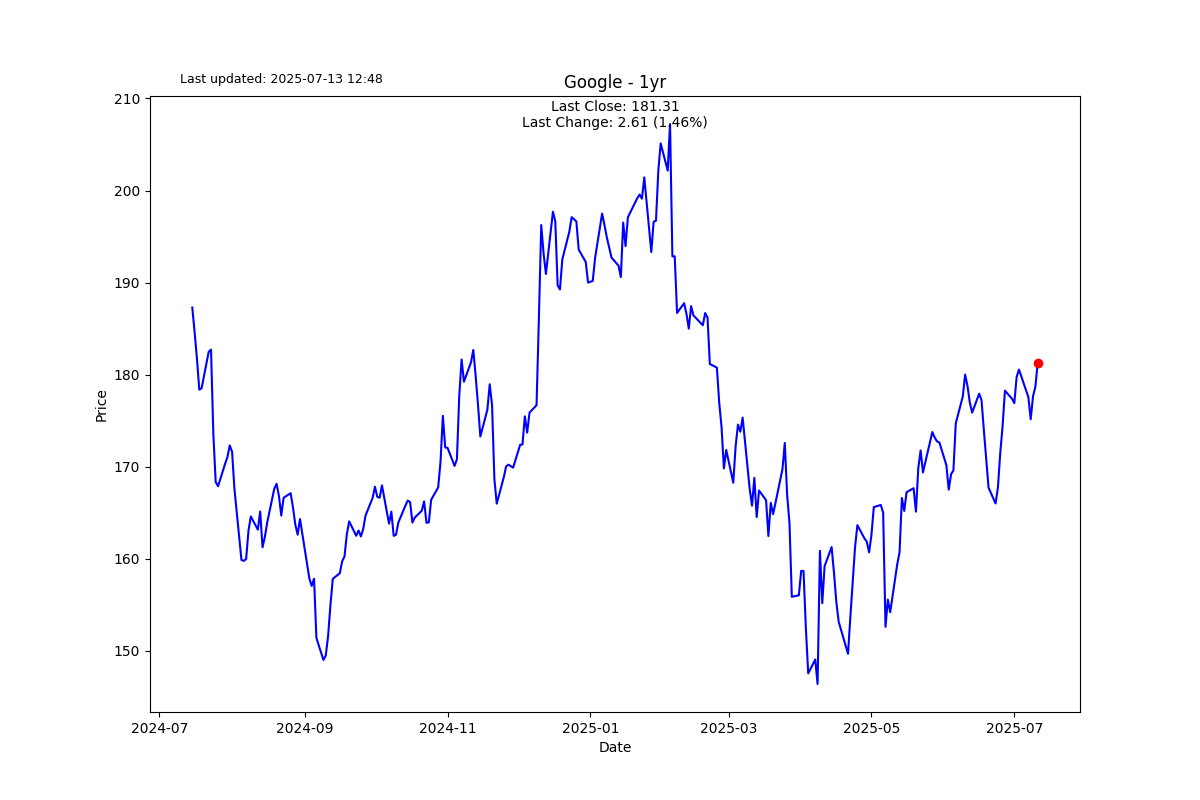 Last updated: 2025-07-13 12:48
Google - 1yr
Last Close: 181.31
Last Change: 2.61 (1.46%)
210
200
190
180
170
160
150
Price
2024-07
2024-09
2024-11
2025-01
2025-03
2025-05
2025-07
Date